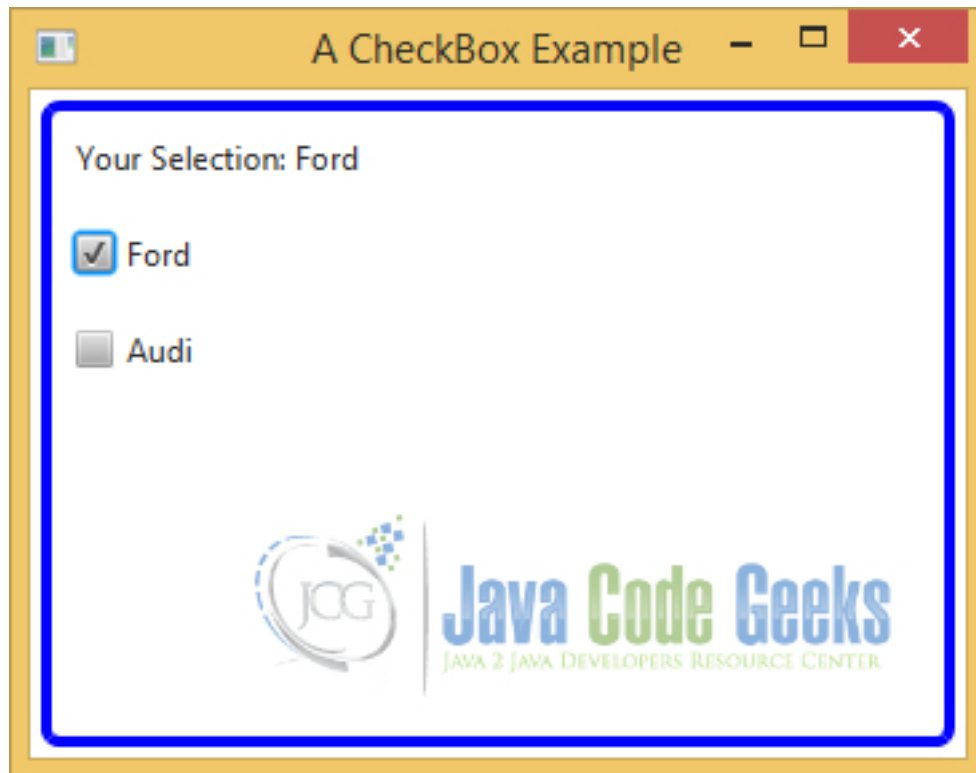 A CheckBox Example
Your Selection: Ford
Ford
Audi
JCG
Java Code Geeks
JAVA 2 JAVA DEVELOPERS RESOURCE CENTER